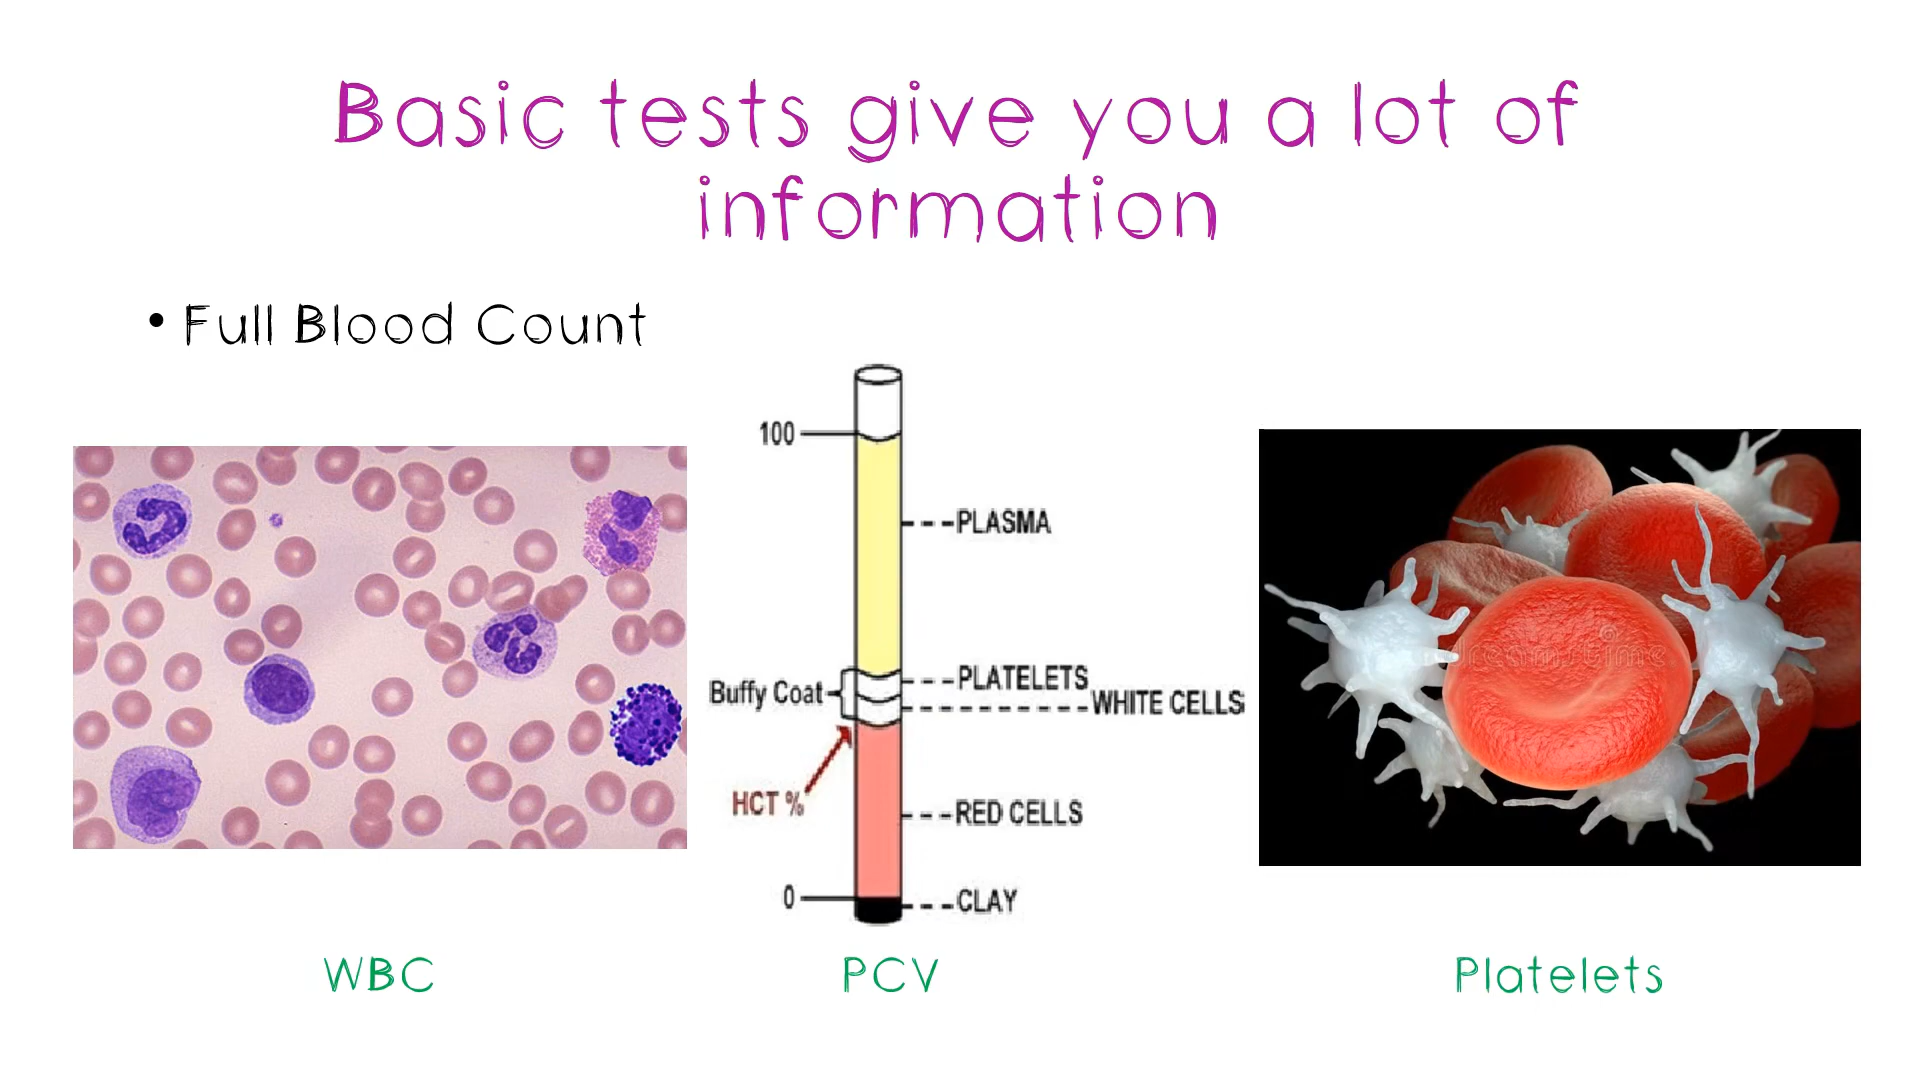 Basic tests give you a lot of
information
• Full Blood Count
100
PLASMA
PLATELETS
Buffy Coat
WHITE CELLS
HCT %
RED CELLS
0
CLAY
dreamstime
WBC
PCV
Platelets